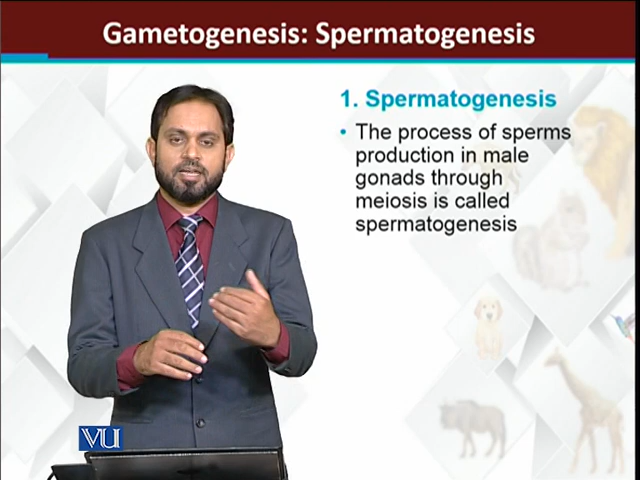 Gametogenesis: Spermatogenesis
1. Spermatogenesis
• The process of sperms
production in male
gonads through
meiosis is called
spermatogenesis
VU